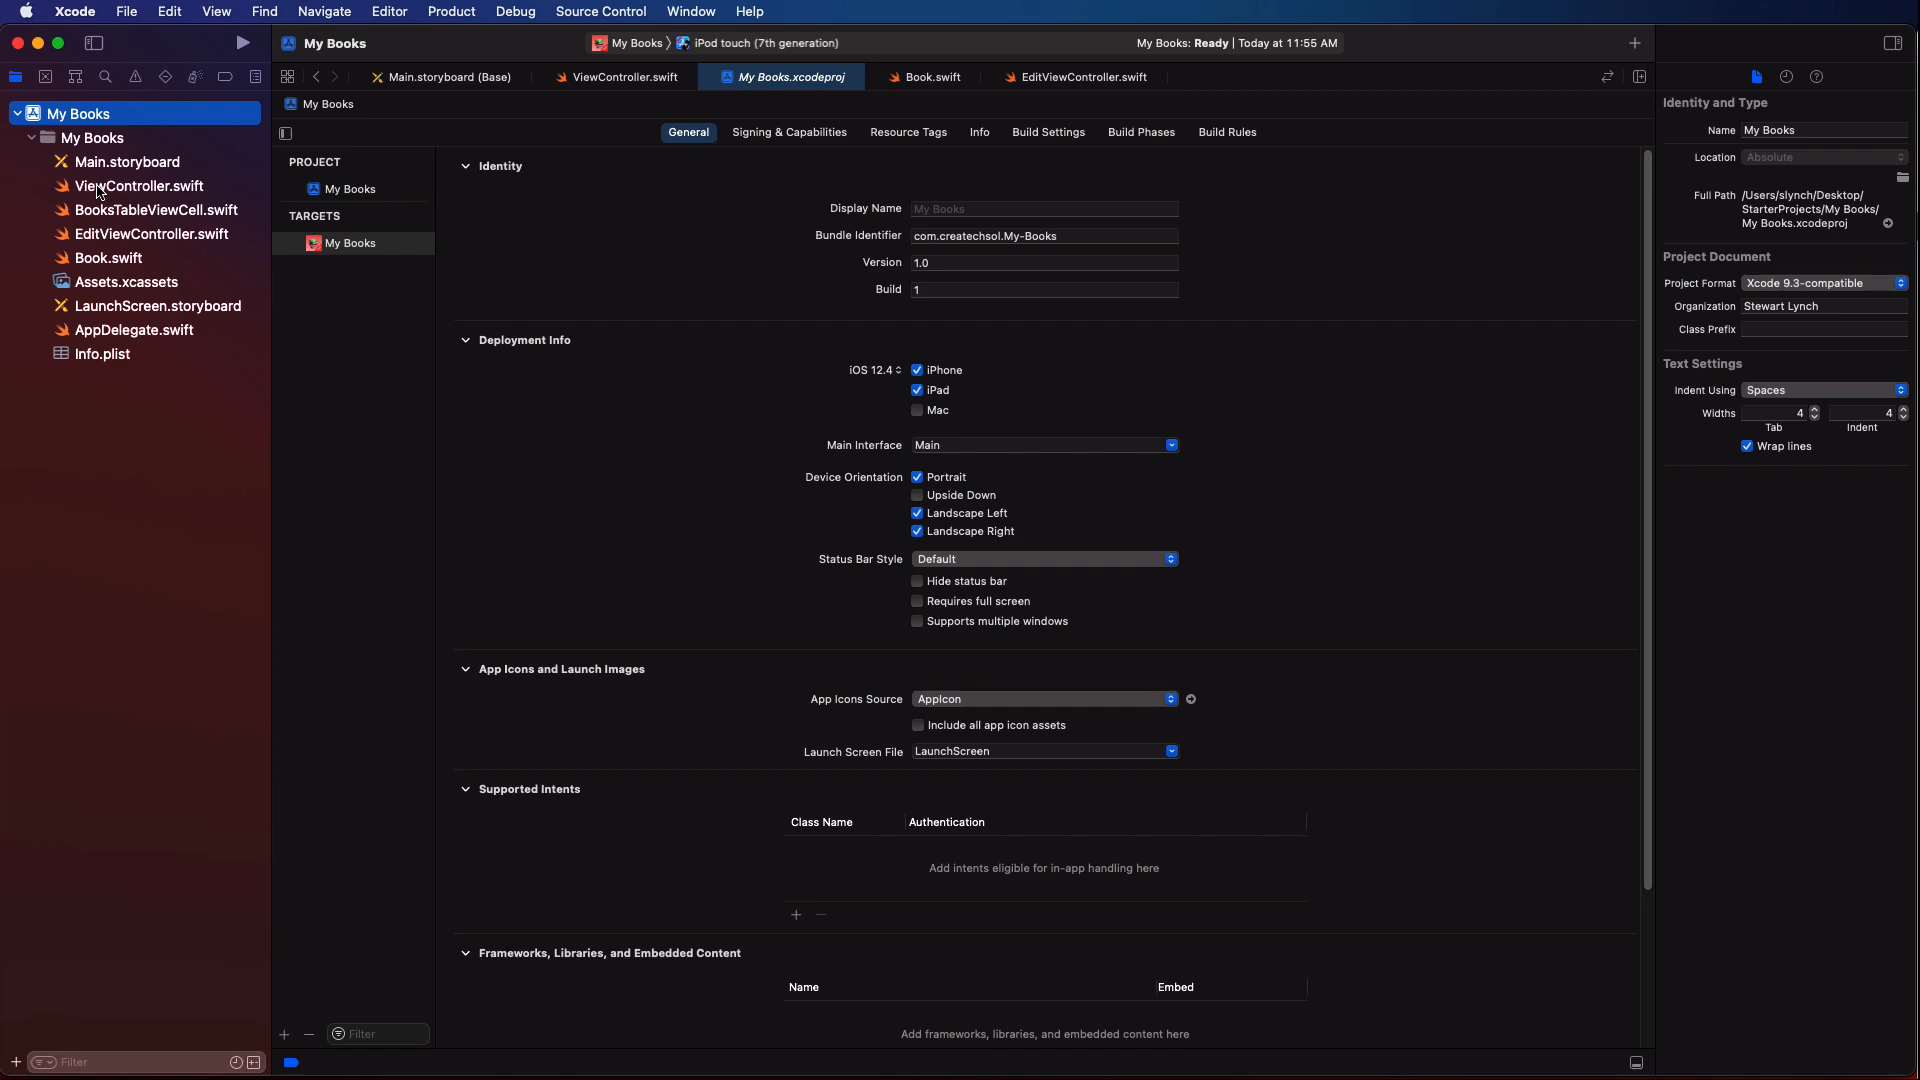 Xcode File Edit View Find Navigate Editor Product Debug Source Control Window Help
My Books
My Books iPod touch (7th generation)
My Books: Ready | Today at 11:55 AM
Main.storyboard (Base) ViewController.swift My Books.xcodeproj Book.swift EditViewController.swift
My Books
My Books
My Books
Main.storyboard
ViewController.swift
BooksTableViewCell.swift
EditViewController.swift
Book.swift
Assets.xcassets
LaunchScreen.storyboard
AppDelegate.swift
Info.plist
Filter
General Signing & Capabilities Resource Tags Info Build Settings Build Phases Build Rules
PROJECT
My Books
TARGETS
My Books
Filter
Identity
Display Name My Books
Bundle Identifier com.createchsol.My-Books
Version 1.0
Build 1
Deployment Info
iOS 12.4 iPhone
iPad
Mac
Main Interface Main
Device Orientation Portrait
Upside Down
Landscape Left
Landscape Right
Status Bar Style Default
Hide status bar
Requires full screen
Supports multiple windows
App Icons and Launch Images
App Icons Source AppIcon
Include all app icon assets
Launch Screen File LaunchScreen
Supported Intents
Class Name Authentication
Add intents eligible for in-app handling here
Frameworks, Libraries, and Embedded Content
Name Embed
Add frameworks, libraries, and embedded content here
Identity and Type
Name My Books
Location Absolute
Full Path /Users/slynch/Desktop/
StarterProjects/My Books/
My Books.xcodeproj
Project Document
Project Format Xcode 9.3-compatible
Organization Stewart Lynch
Class Prefix
Text Settings
Indent Using Spaces
Widths 4 4
Tab Indent
Wrap lines